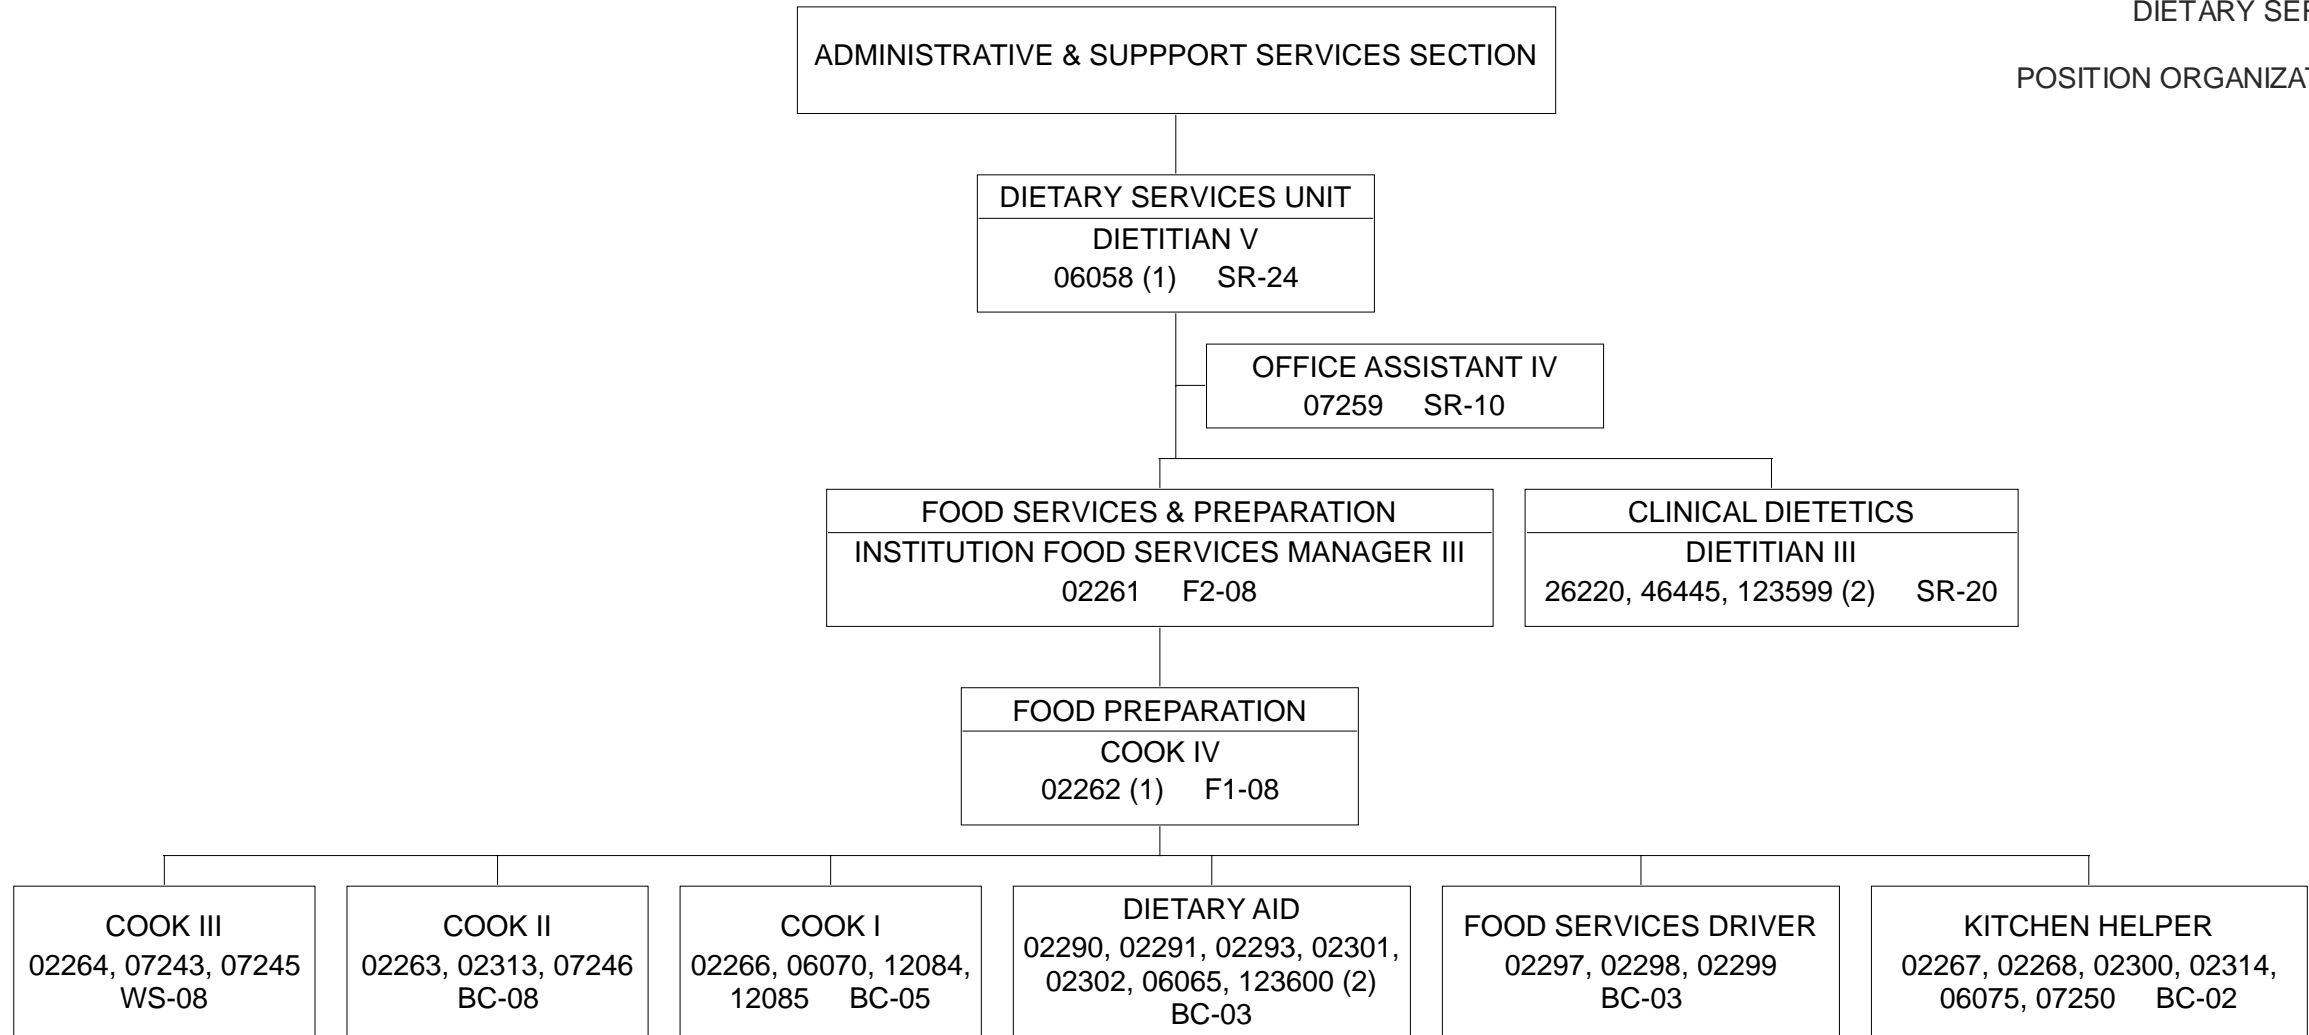 DIETARY SER
POSITION ORGANIZAT
ADMINISTRATIVE & SUPPPORT SERVICES SECTION
DIETARY SERVICES UNIT
DIETITIAN V
06058 (1) SR-24
OFFICE ASSISTANT IV
07259 SR-10
FOOD SERVICES & PREPARATION
INSTITUTION FOOD SERVICES MANAGER III
02261 F2-08
CLINICAL DIETETICS
DIETITIAN III
26220, 46445, 123599 (2) SR-20
FOOD PREPARATION
COOK IV
02262 (1) F1-08
COOK III
02264, 07243, 07245
WS-08
COOK II
02263, 02313, 07246
BC-08
COOK I
02266, 06070, 12084,
12085 BC-05
DIETARY AID
02290, 02291, 02293, 02301,
02302, 06065, 123600 (2)
BC-03
FOOD SERVICES DRIVER
02297, 02298, 02299
BC-03
KITCHEN HELPER
02267, 02268, 02300, 02314,
06075, 07250 BC-02